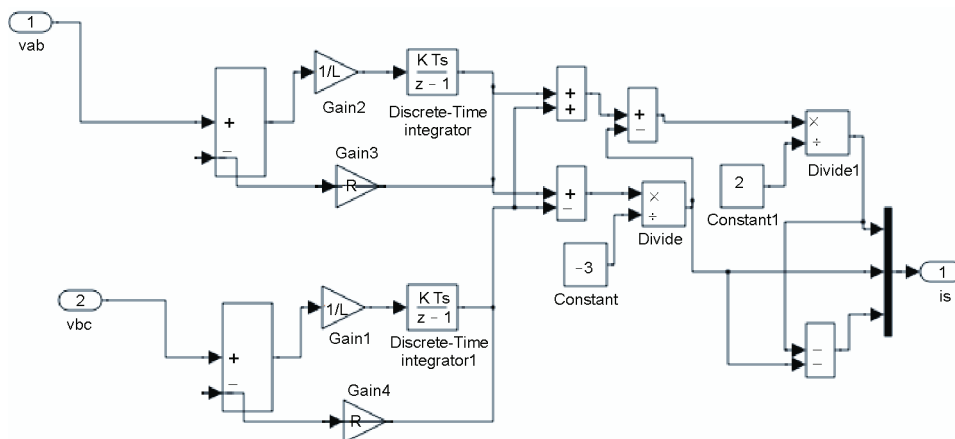 1
vab
+
−
1/L
Gain2
K Ts
z − 1
Discrete-Time
integrator
Gain3
R
+
+
+
−
×
÷
Divide1
2
Constant1
+
−
×
÷
Divide
−3
Constant
1
is
2
vbc
+
−
1/L
Gain1
K Ts
z − 1
Discrete-Time
integrator1
Gain4
R
−
−